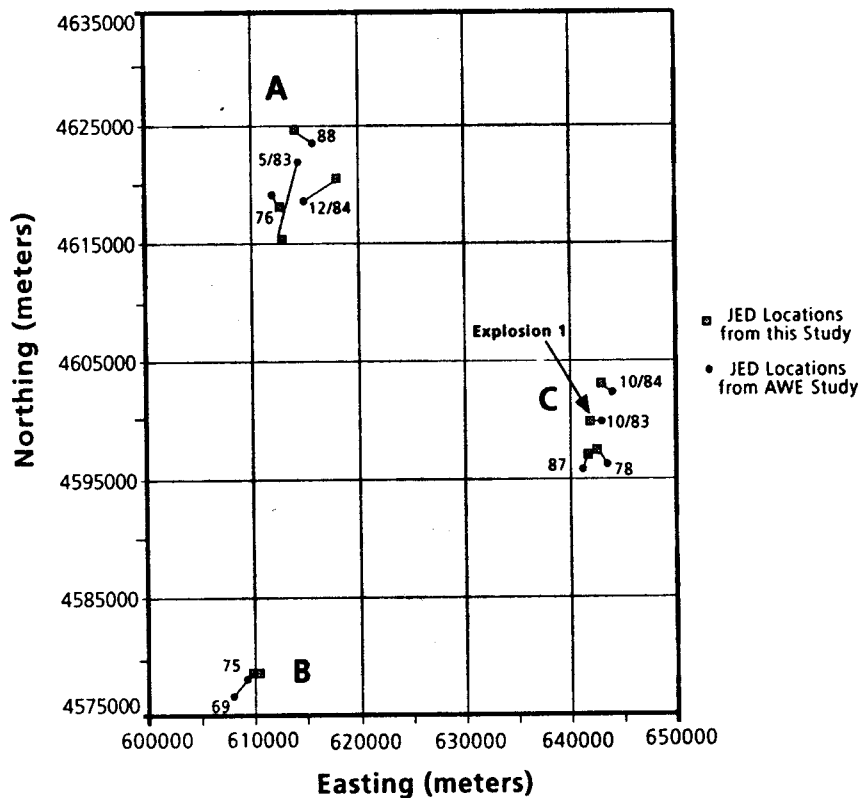 4635000
4625000
4615000
4605000
4595000
4585000
4575000
Northing (meters)
A
88
5/83
76
12/84
Explosion 1
C
10/84
10/83
87
78
JED Locations
from this Study
JED Locations
from AWE Study
75
B
69
600000 610000 620000 630000 640000 650000
Easting (meters)